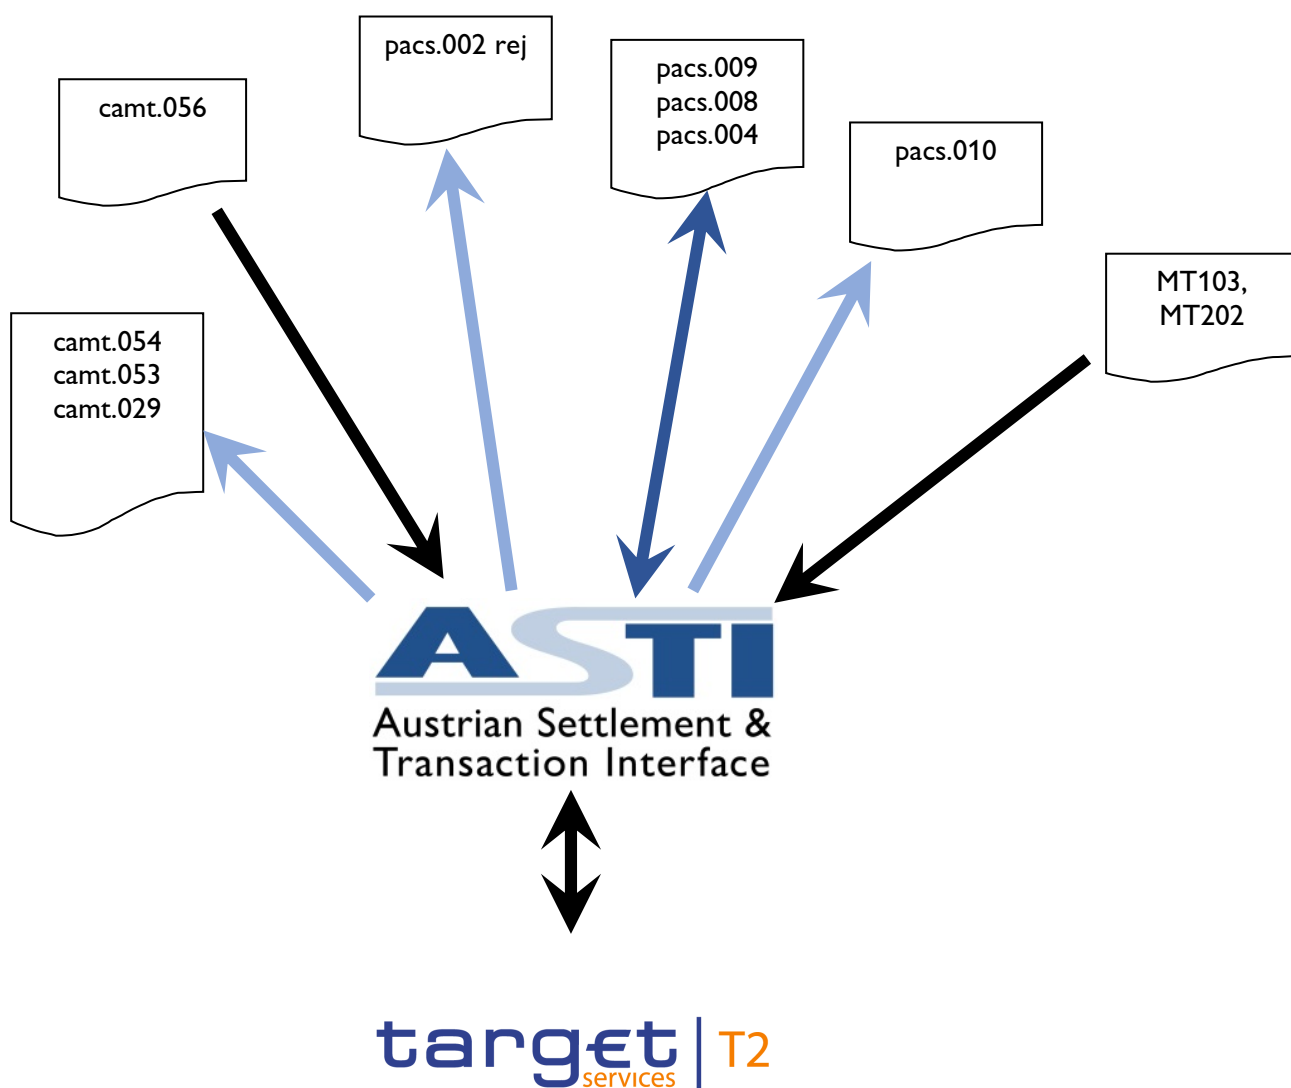 pacs.002 rej
pacs.009
pacs.008
pacs.004
camt.056
pacs.010
MT103,
MT202
camt.054
camt.053
camt.029
ASTI
Austrian Settlement &
Transaction Interface
target | T2
services